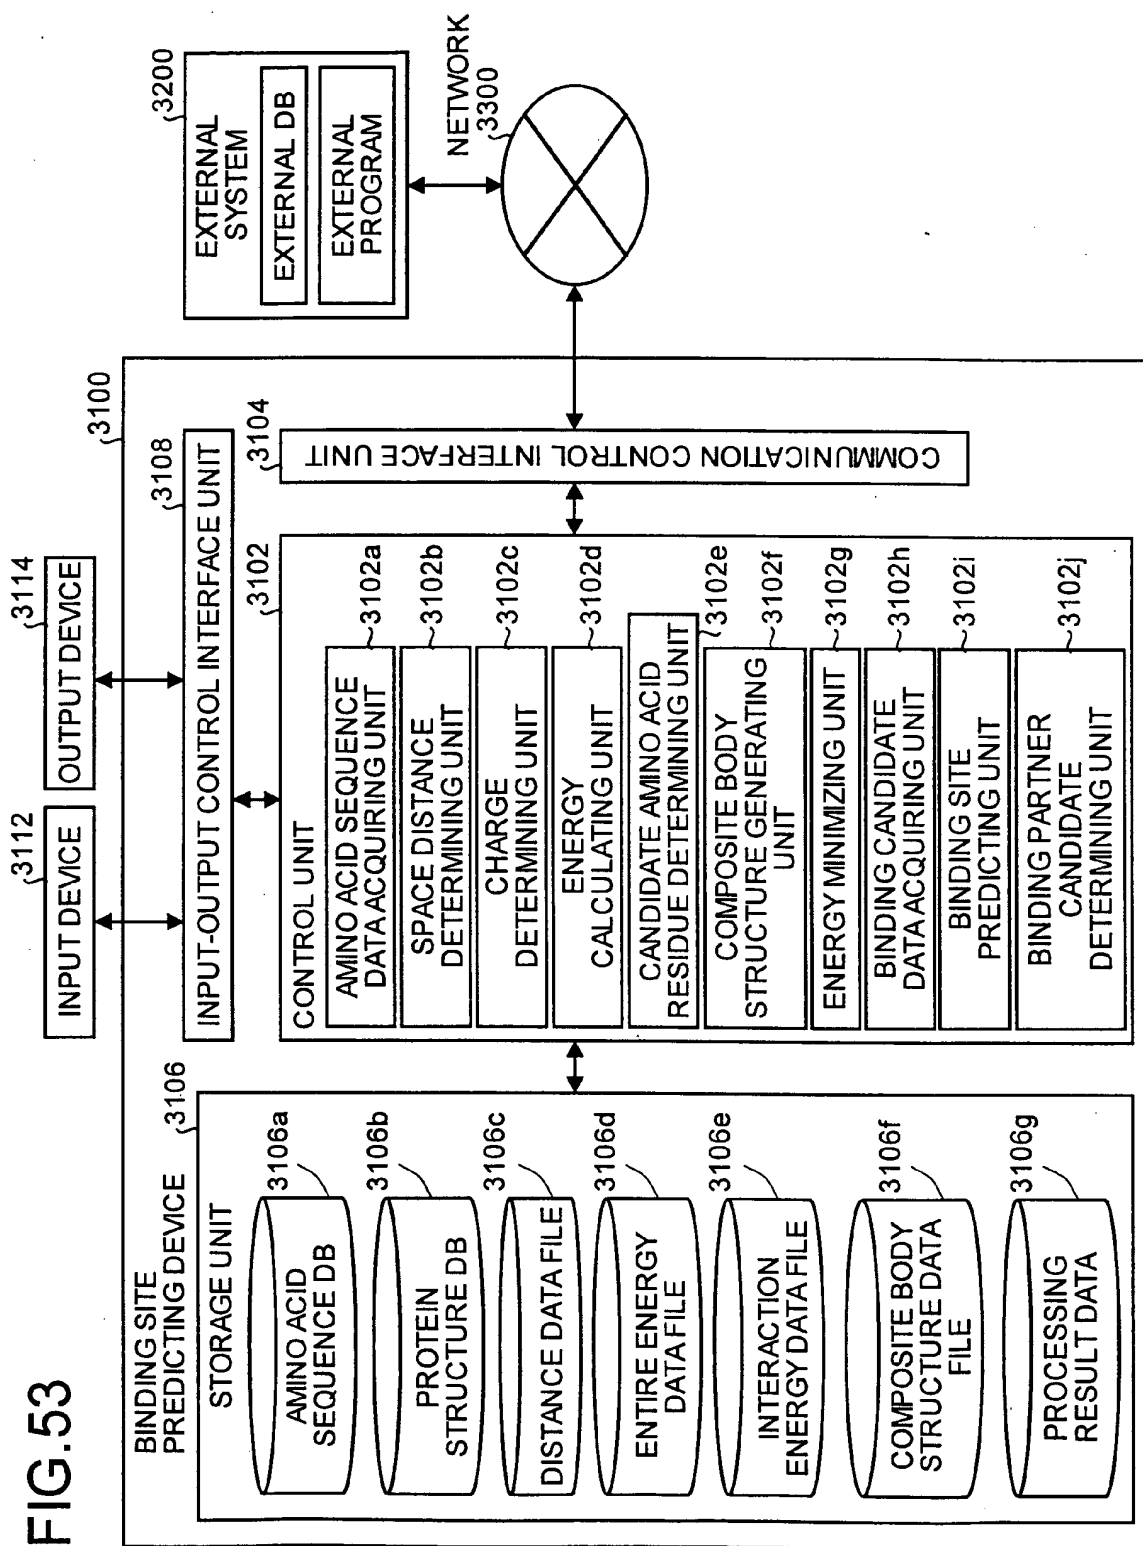 FIG.53
BINDING SITE
PREDICTING DEVICE
3100
INPUT DEVICE
3112
OUTPUT DEVICE
3114
INPUT-OUTPUT CONTROL INTERFACE UNIT
3108
STORAGE UNIT
3106
AMINO ACID
SEQUENCE DB
3106a
PROTEIN
STRUCTURE DB
3106b
DISTANCE DATA FILE
3106c
ENTIRE ENERGY
DATA FILE
3106d
INTERACTION
ENERGY DATA FILE
3106e
COMPOSITE BODY
STRUCTURE DATA
FILE
3106f
PROCESSING
RESULT DATA
3106g
CONTROL UNIT
3102
AMINO ACID SEQUENCE
DATA ACQUIRING UNIT
3102a
SPACE DISTANCE
DETERMINING UNIT
3102b
CHARGE
DETERMINING UNIT
3102c
ENERGY
CALCULATING UNIT
3102d
CANDIDATE AMINO ACID
RESIDUE DETERMINING UNIT
3102e
COMPOSITE BODY
STRUCTURE GENERATING
UNIT
3102f
ENERGY MINIMIZING UNIT
3102g
BINDING CANDIDATE
DATA ACQUIRING UNIT
3102h
BINDING SITE
PREDICTING UNIT
3102i
BINDING PARTNER
CANDIDATE
DETERMINING UNIT
3102j
COMMUNICATION CONTROL INTERFACE UNIT
3104
EXTERNAL
SYSTEM
3200
EXTERNAL DB
EXTERNAL
PROGRAM
NETWORK
3300